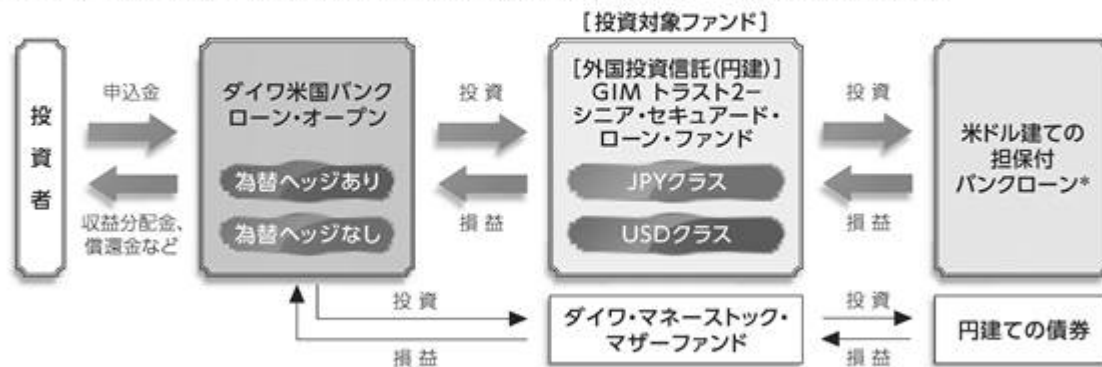 [投資対象ファンド]
投資者
申込金
収益分配金、
償還金など
ダイワ米国バンク
ローン・オープン
為替ヘッジあり
為替ヘッジなし
投資
損益
[外国投資信託(円建)]
GIM トラスト2−
シニア・セキュアード・
ローン・ファンド
JPYクラス
USDクラス
投資
損益
米ドル建ての
担保付
バンクローン*
投資
損益
ダイワ・マネーストック・
マザーファンド
投資
損益
円建ての債券